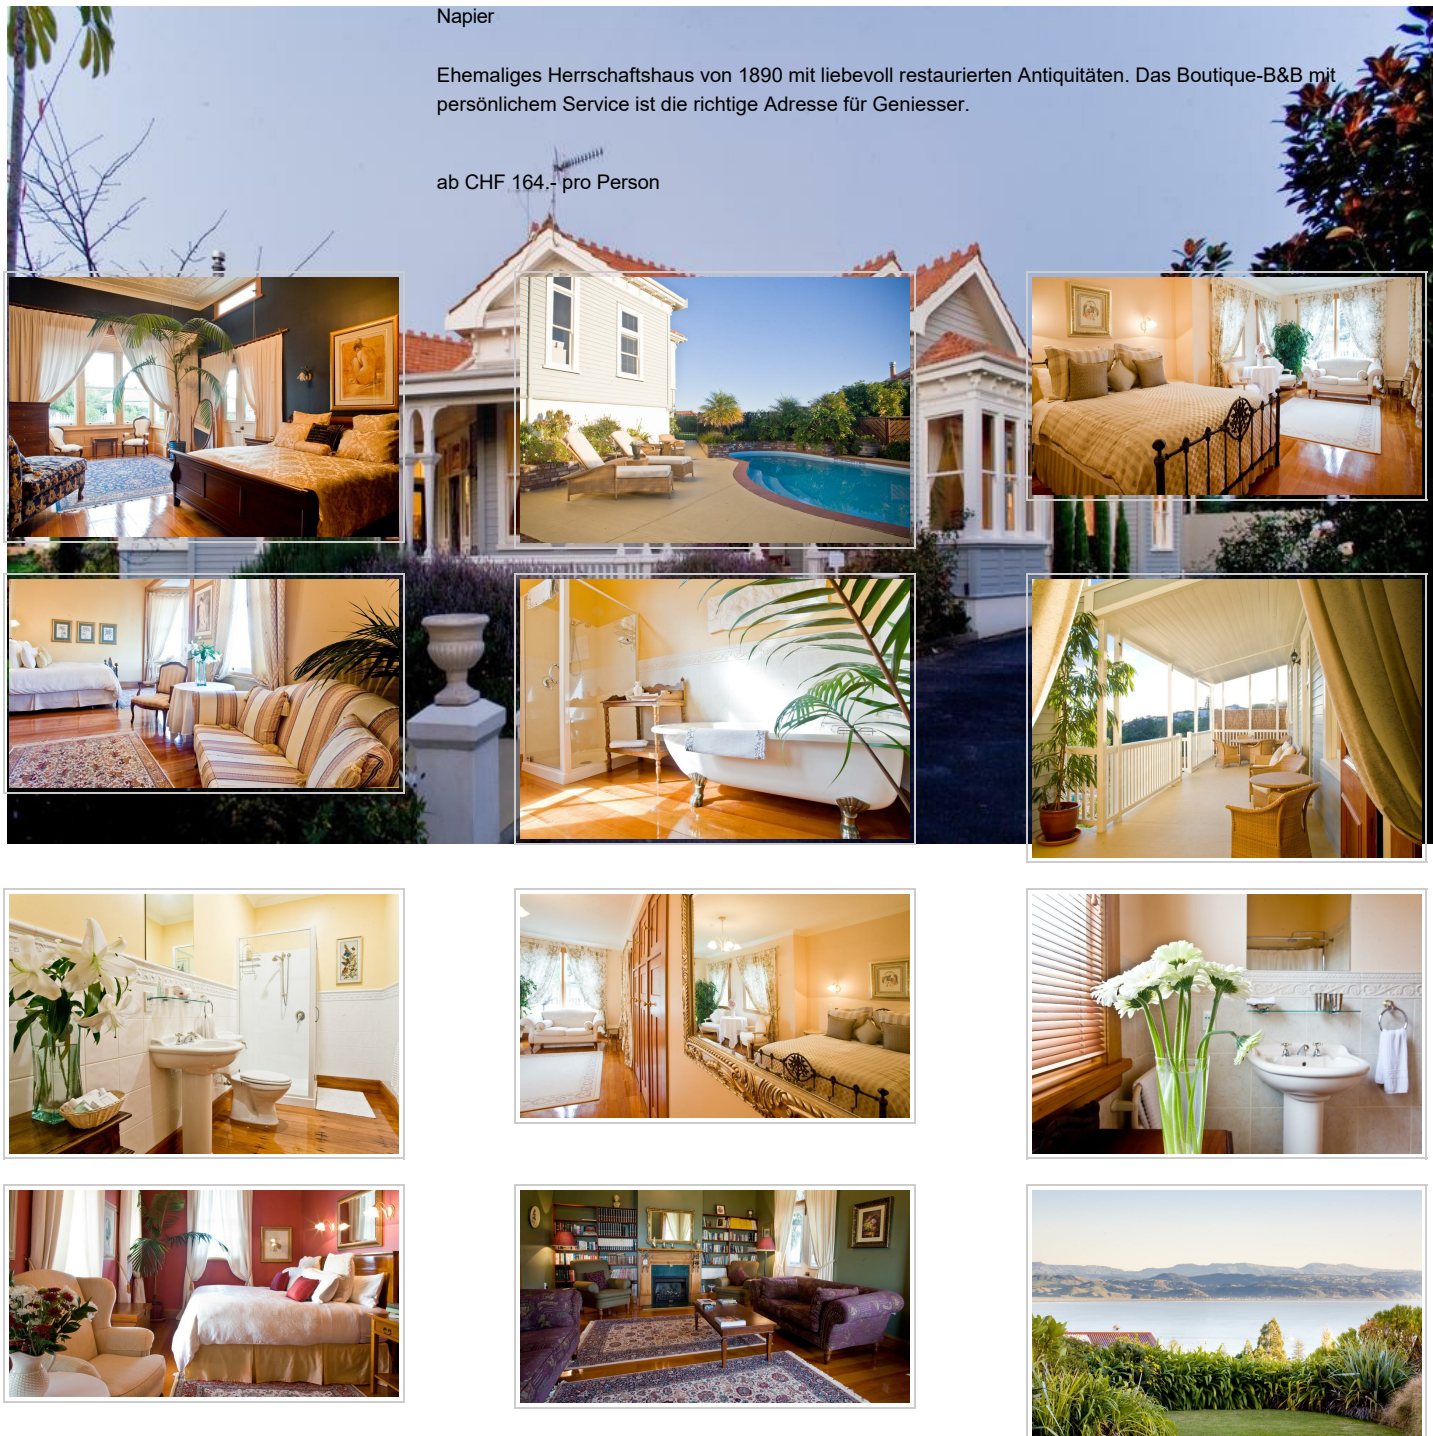 Napier
Ehemaliges Herrschaftshaus von 1890 mit liebevoll restaurierten Antiquitäten. Das Boutique-B&B mit
persönlichem Service ist die richtige Adresse für Geniesser.
ab CHF 164.- pro Person